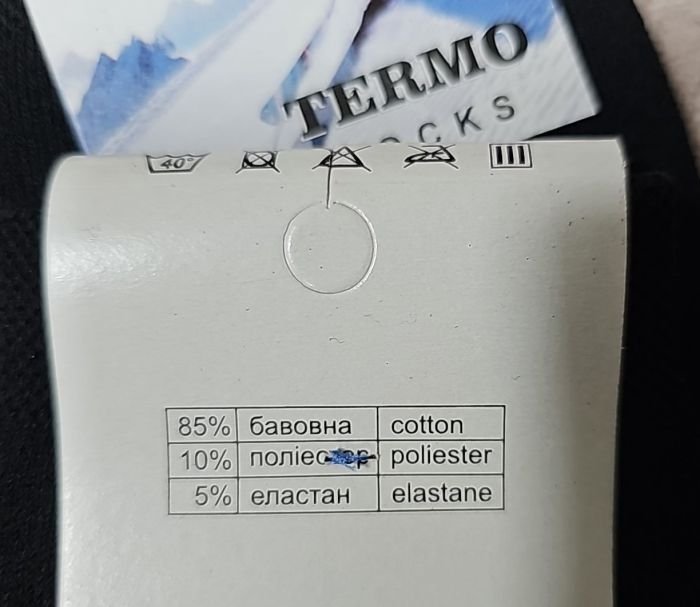 TERMO
OCKS
40°
85% бавовна cotton
10% poliester
5% еластан elastane